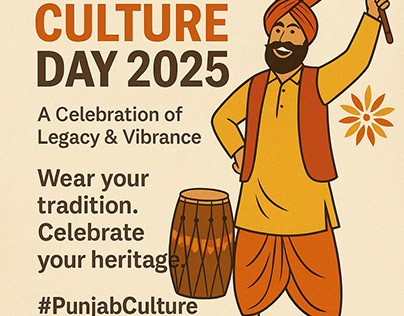 CULTURE
DAY 2025
A Celebration of
Legacy & Vibrance
Wear your
tradition.
Celebrate
your heritage.
#PunjabCulture